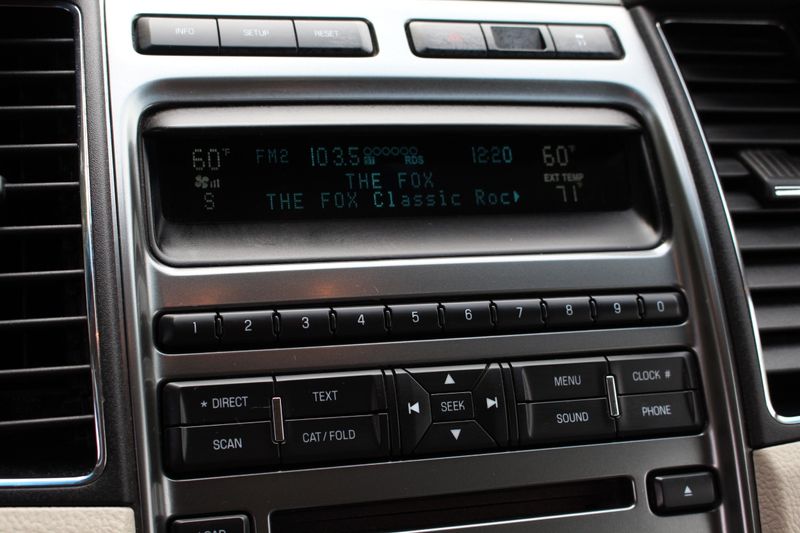 INFO SETUP RESET
60°F FM2 103.5 ST RDS 12:20 60°F
THE FOX EXT TEMP
S THE FOX Classic Roc 71°
1 2 3 4 5 6 7 8 9 0
* DIRECT TEXT MENU CLOCK #
SCAN CAT/FOLD SEEK SOUND PHONE
LOAD